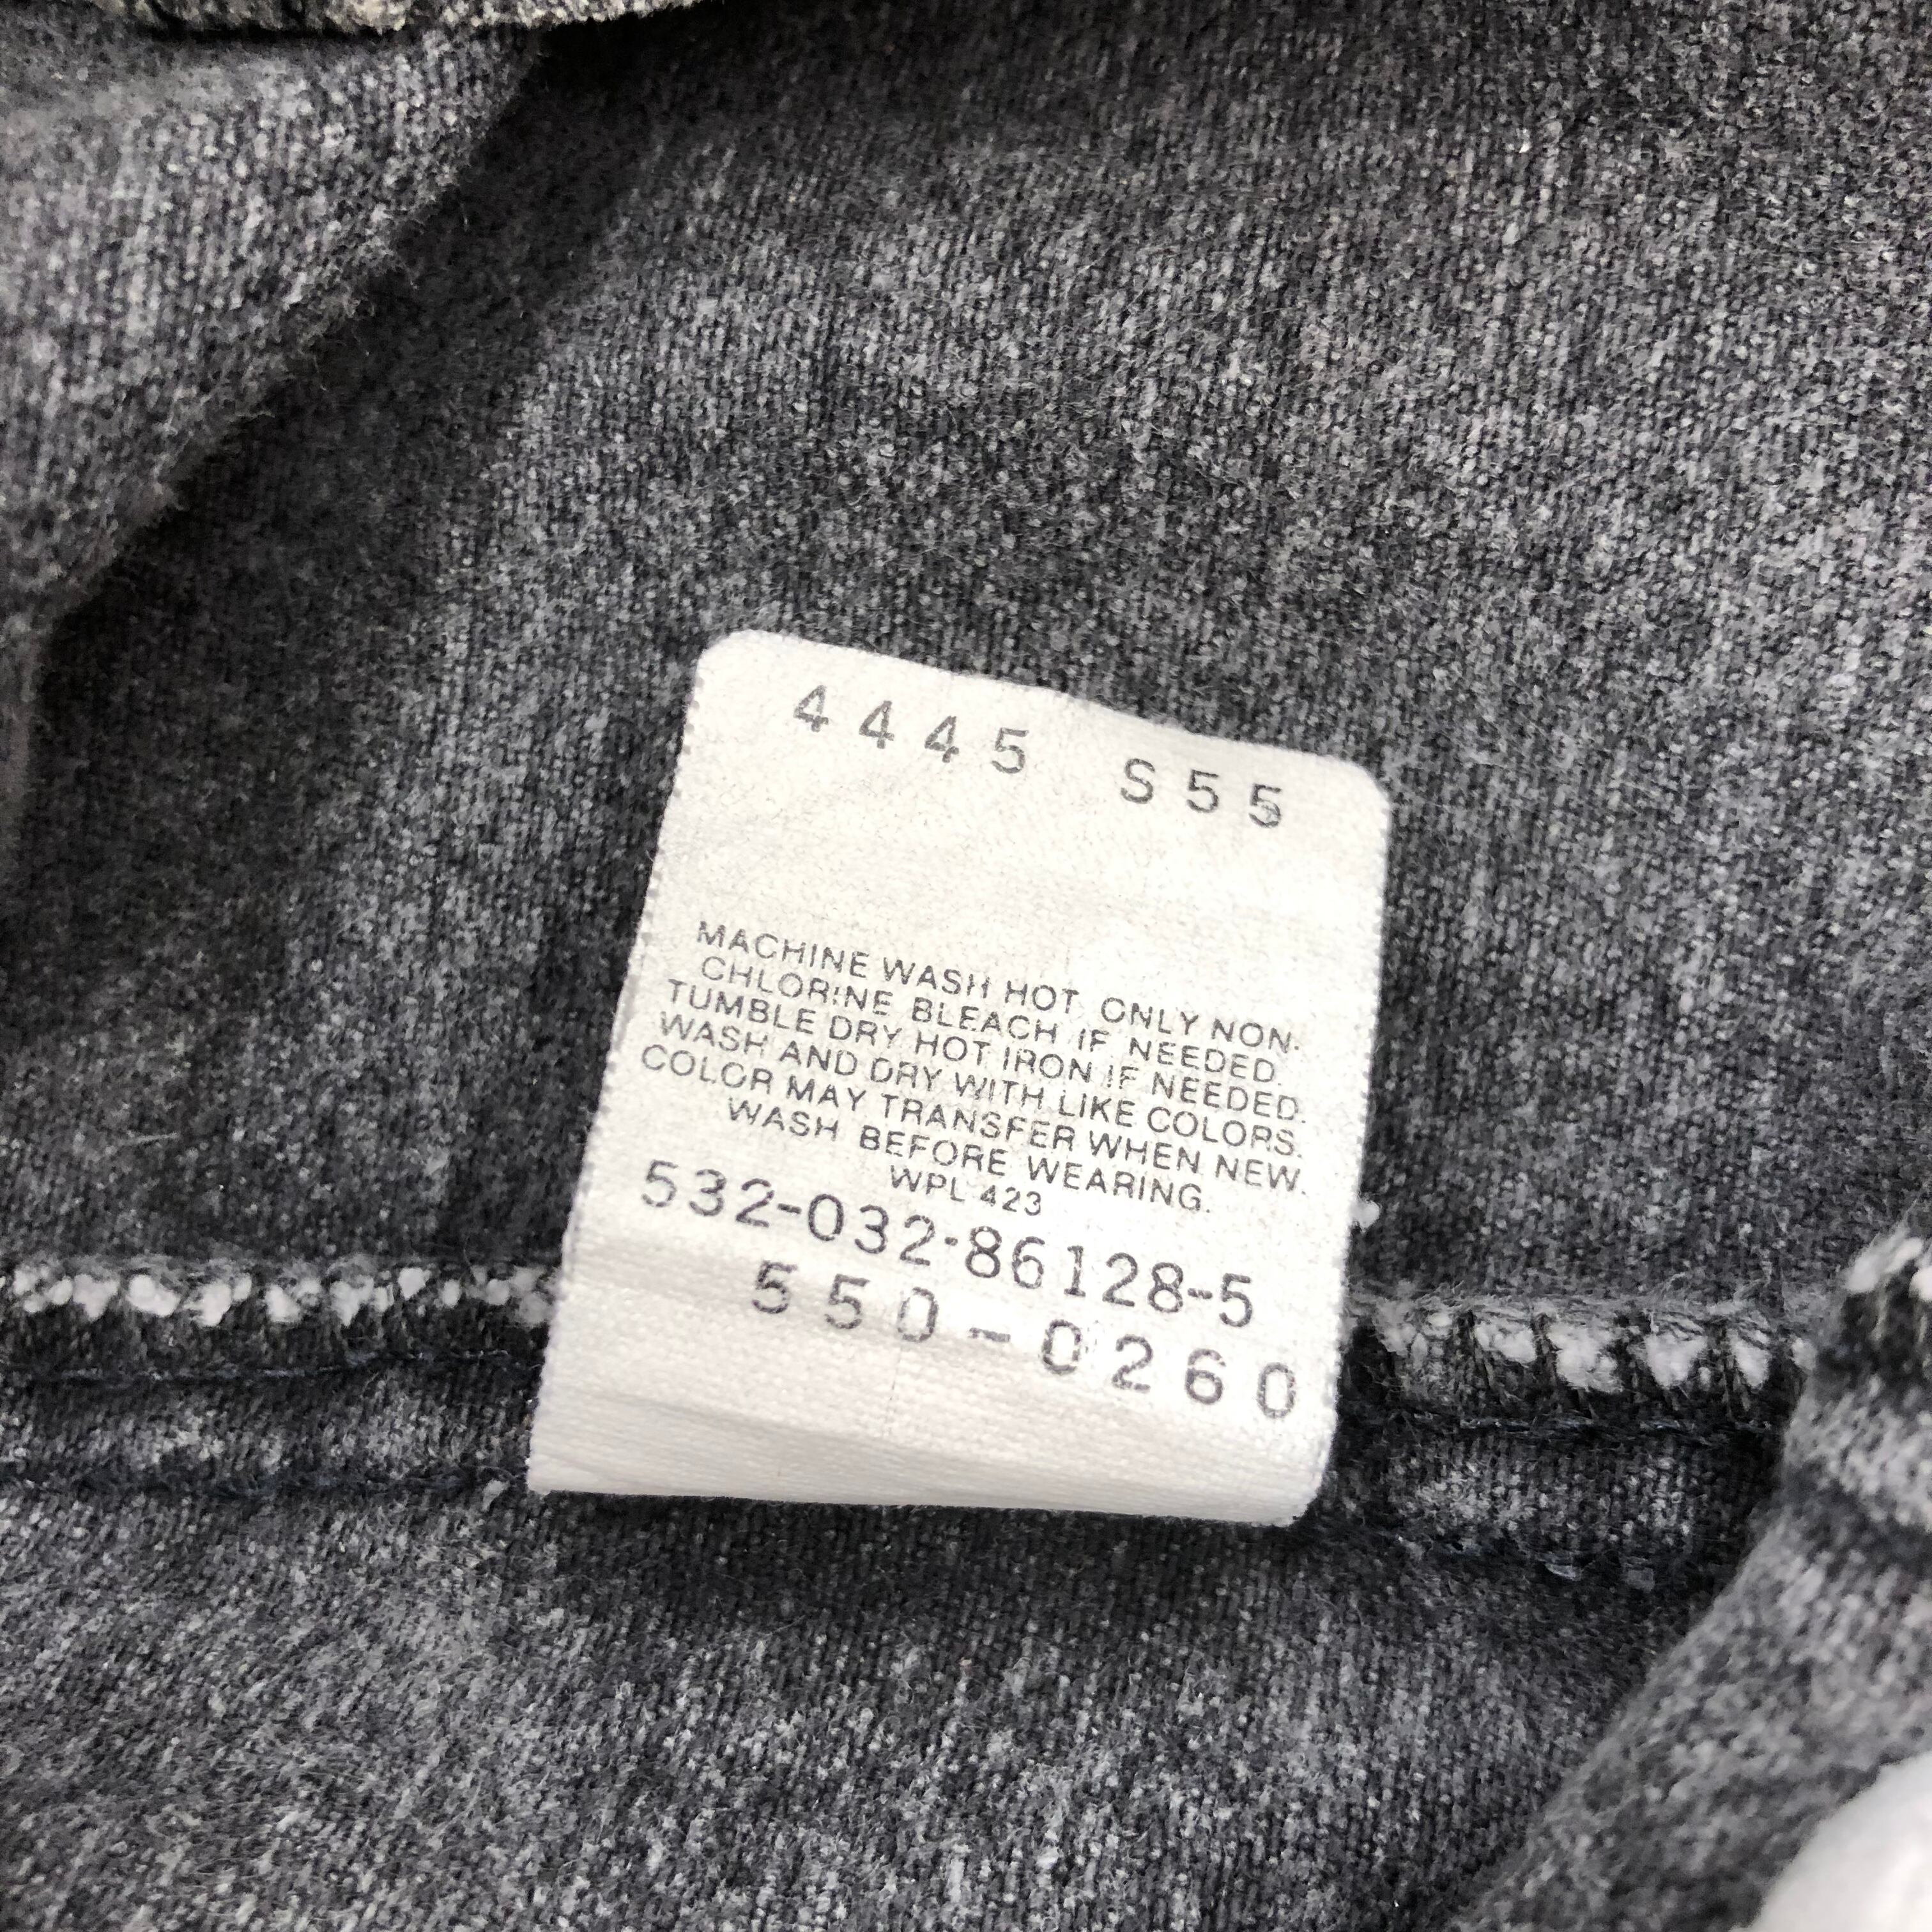 4445 S55
MACHINE WASH HOT. ONLY NON-
CHLORINE BLEACH IF NEEDED.
TUMBLE DRY HOT IRON IF NEEDED.
WASH AND DRY WITH LIKE COLORS.
COLOR MAY TRANSFER WHEN NEW.
WASH BEFORE WEARING.
WPL 423
532-032-86128-5
550-0260